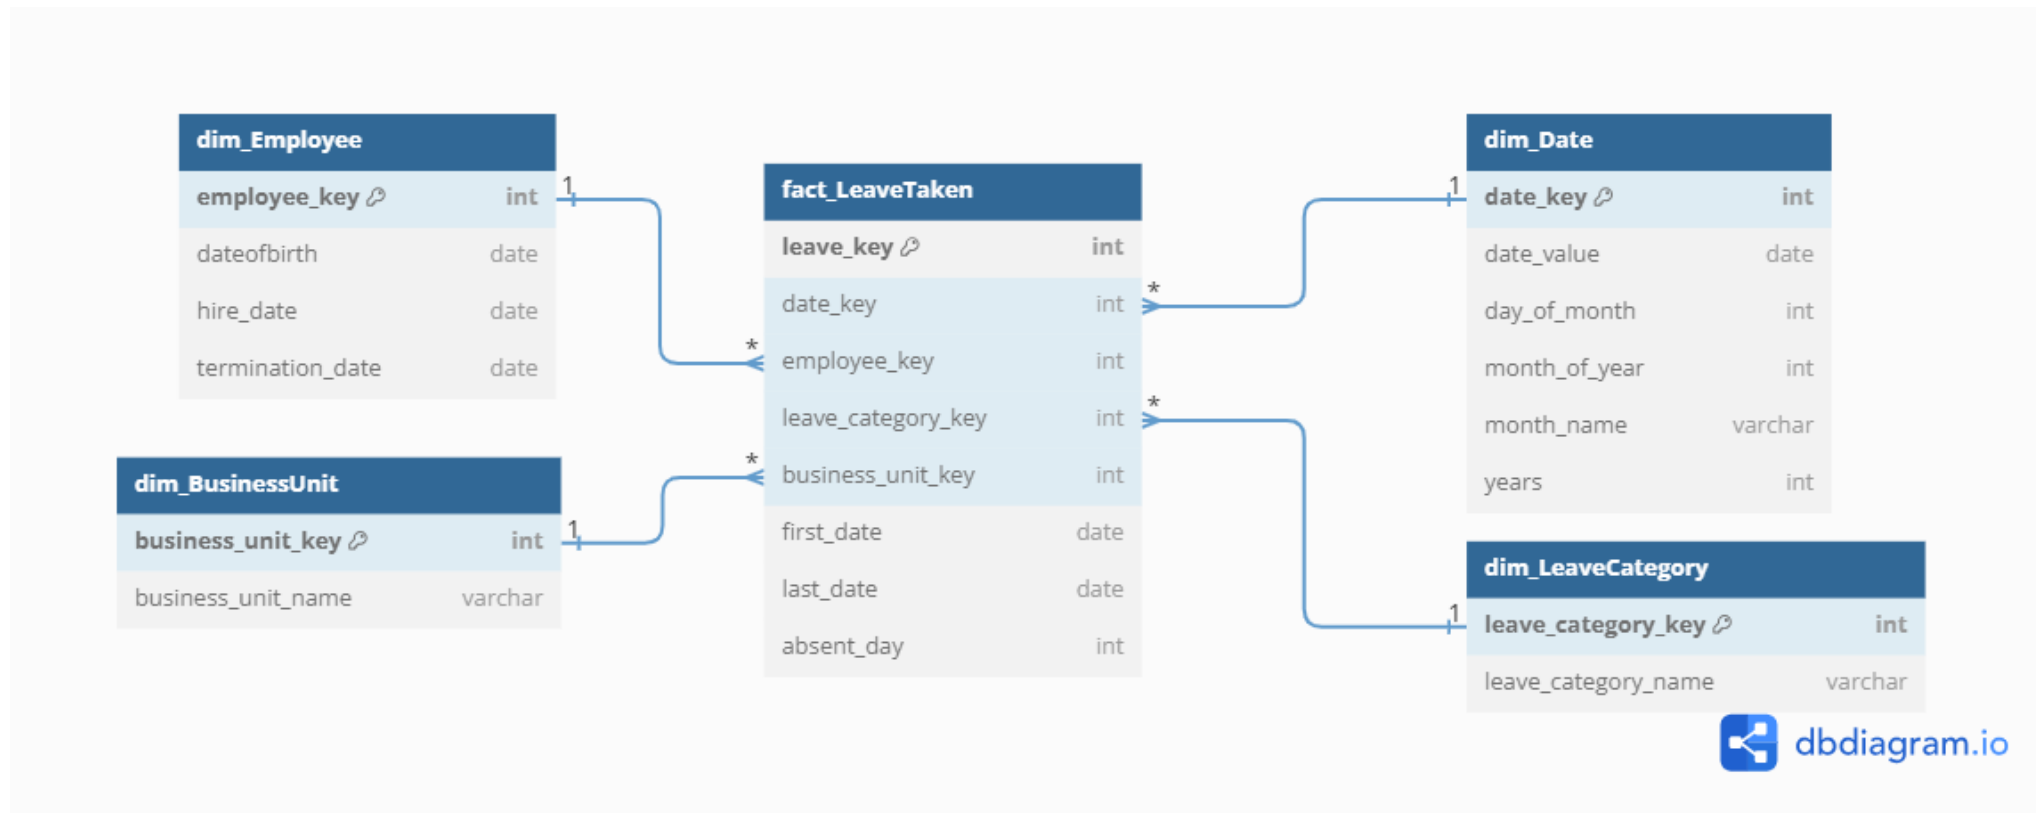 dim_Employee
employee_key int
dateofbirth date
hire_date date
termination_date date
1
*
dim_BusinessUnit
business_unit_key int
business_unit_name varchar
1
*
fact_LeaveTaken
leave_key int
date_key int
employee_key int
leave_category_key int
business_unit_key int
first_date date
last_date date
absent_day int
*
1
dim_Date
date_key int
date_value date
day_of_month int
month_of_year int
month_name varchar
years int
*
1
dim_LeaveCategory
leave_category_key int
leave_category_name varchar
dbdiagram.io